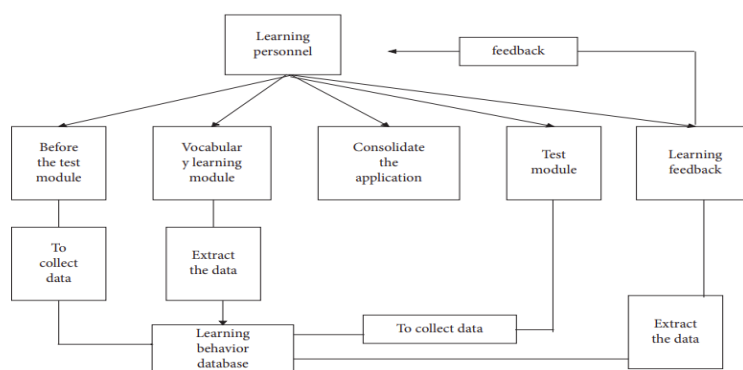 Learning
personnel
feedback
Before
the test
module
Vocabular
y learning
module
Consolidate
the
application
Test
module
Learning
feedback
To
collect
data
Extract
the data
Learning
behavior
database
To collect data
Extract
the data